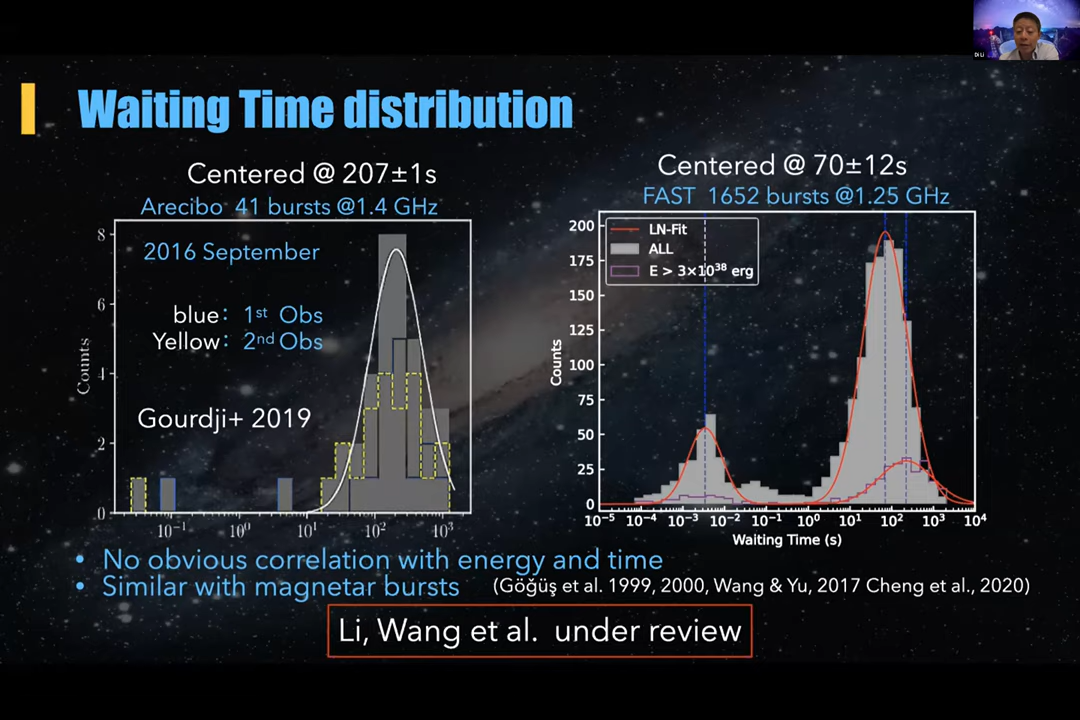 Di Li
Waiting Time distribution
Centered @ 207±1s
Arecibo 41 bursts @1.4 GHz
2016 September
blue: 1st Obs
Yellow: 2nd Obs
Gourdji+ 2019
Counts
8
6
4
2
0
10⁻¹ 10⁰ 10¹ 10² 10³
Centered @ 70±12s
FAST 1652 bursts @1.25 GHz
LN-Fit
ALL
E > 3×10³⁸ erg
Counts
200
175
150
125
100
75
50
25
0
10⁻⁵ 10⁻⁴ 10⁻³ 10⁻² 10⁻¹ 10⁰ 10¹ 10² 10³ 10⁴
Waiting Time (s)
• No obvious correlation with energy and time
• Similar with magnetar bursts (Göğüş et al. 1999, 2000, Wang & Yu, 2017 Cheng et al., 2020)
Li, Wang et al. under review